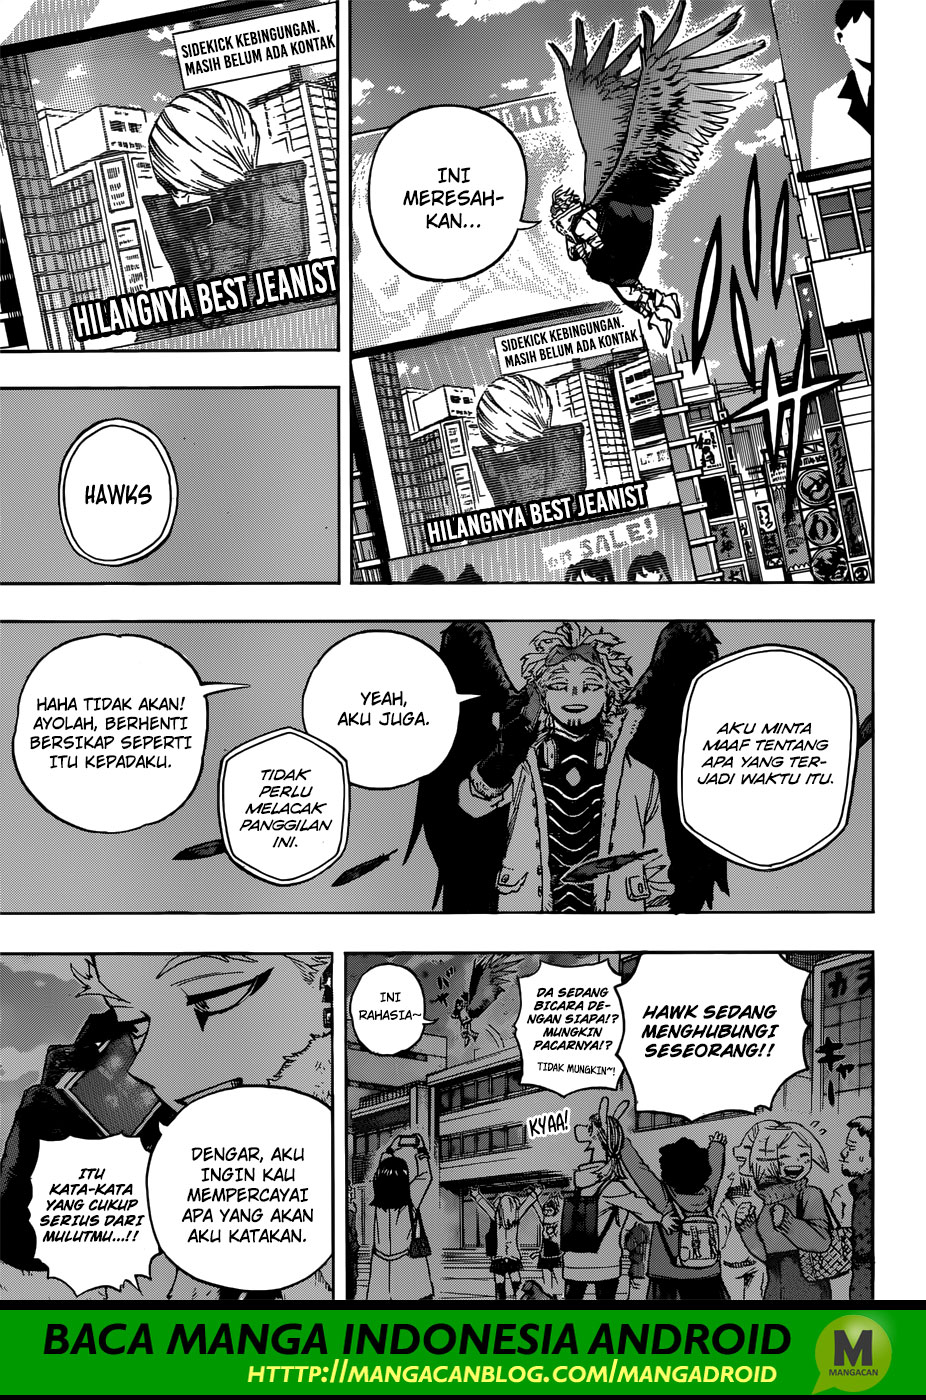 INI
MERESAH-
KAN...
SIDEKICK KEBINGUNGAN.
MASIH BELUM ADA KONTAK
HILANGNYA BEST JEANIST
on SALE!
SIDEKICK KEBINGUNGAN.
MASIH BELUM ADA KONTAK
HILANGNYA BEST JEANIST
HAWKS
AKU MINTA
MAAF TENTANG
APA YANG TER-
JADI WAKTU ITU.
YEAH,
AKU JUGA.
TIDAK
PERLU
MELACAK
PANGGILAN
INI.
HAHA TIDAK AKAN!
AYOLAH, BERHENTI
BERSIKAP SEPERTI
ITU KEPADAKU.
HAWK SEDANG
MENGHUBUNGI
SESEORANG!!
DA SEDANG
BICARA DE-
NGAN SIAPA!?
MUNGKIN
PACARNYA!?
TIDAK MUNGKIN~!
INI
RAHASIA~
KYAA!
DENGAR, AKU
INGIN KAU
MEMPERCAYAI
APA YANG AKAN
AKU KATAKAN.
ITU
KATA-KATA
YANG CUKUP
SERIUS DARI
MULUTMU...!!
BACA MANGA INDONESIA ANDROID
HTTTP://MANGACANBLOG.COM/MANGADROID
M
MANGACAN